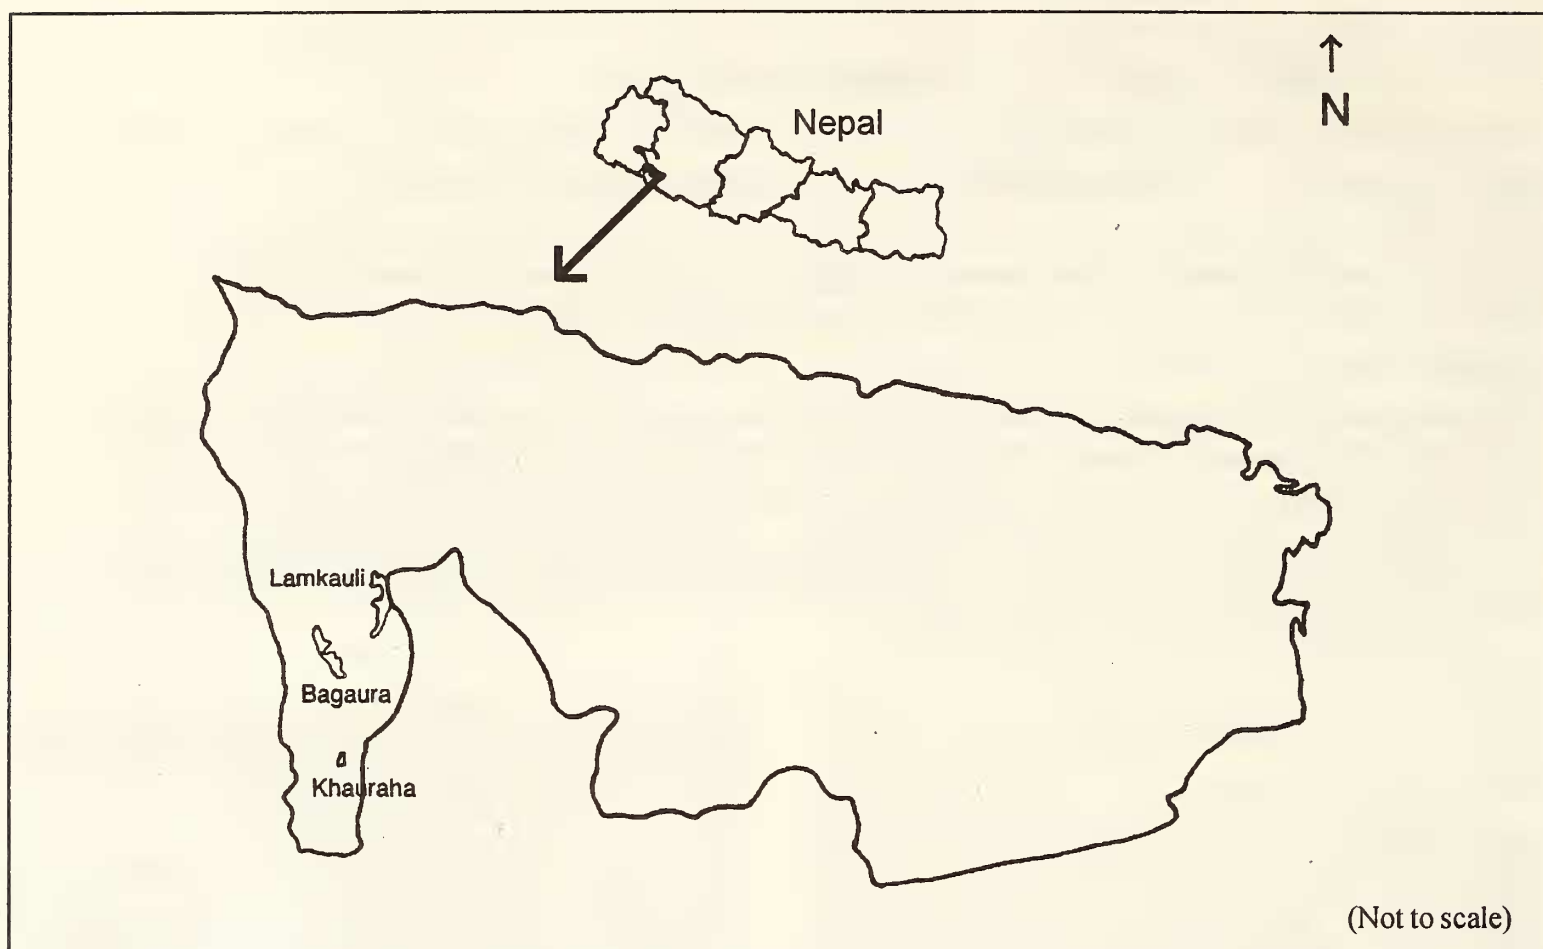 ↑
N
Nepal
Lamkauli
Bagaura
Khauraha
(Not to scale)